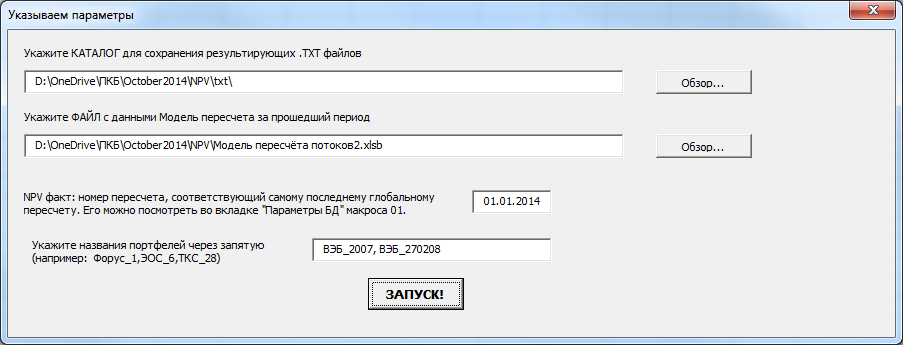 Указываем параметры
Укажите КАТАЛОГ для сохранения результирующих .TXT файлов
D:\OneDrive\ПКБ\October2014\NPV\txt\
Обзор...
Укажите ФАЙЛ с данными Модель пересчета за прошедший период
D:\OneDrive\ПКБ\October2014\NPV\Модель пересчёта потоков2.xlsb
Обзор...
NPV факт: номер пересчета, соответствующий самому последнему глобальному
пересчету. Его можно посмотреть во вкладке "Параметры БД" макроса 01.
01.01.2014
Укажите названия портфелей через запятую
(например: Форус_1,ЭОС_6,ТКС_28)
ВЭБ_2007, ВЭБ_270208
ЗАПУСК!